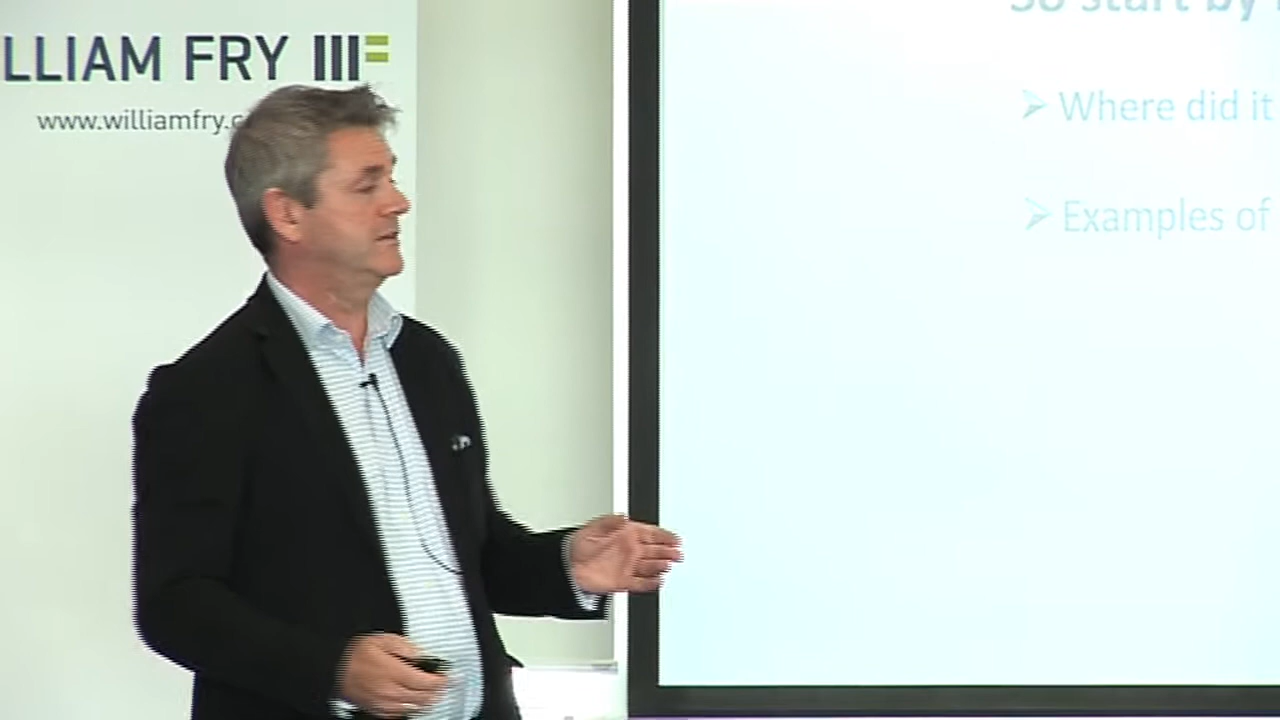 LLIAM FRY
www.williamfry.c
So start by
Where did it
Examples of